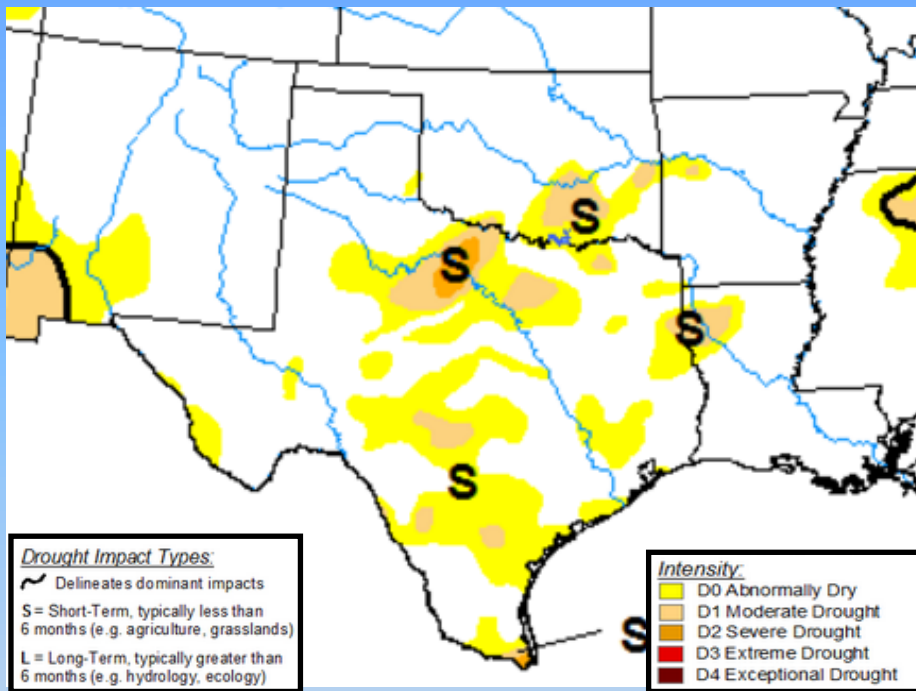 S
S
S
S
S
Drought Impact Types:
Delineates dominant impacts
S = Short-Term, typically less than
6 months (e.g. agriculture, grasslands)
L = Long-Term, typically greater than
6 months (e.g. hydrology, ecology)
Intensity:
D0 Abnormally Dry
D1 Moderate Drought
D2 Severe Drought
D3 Extreme Drought
D4 Exceptional Drought